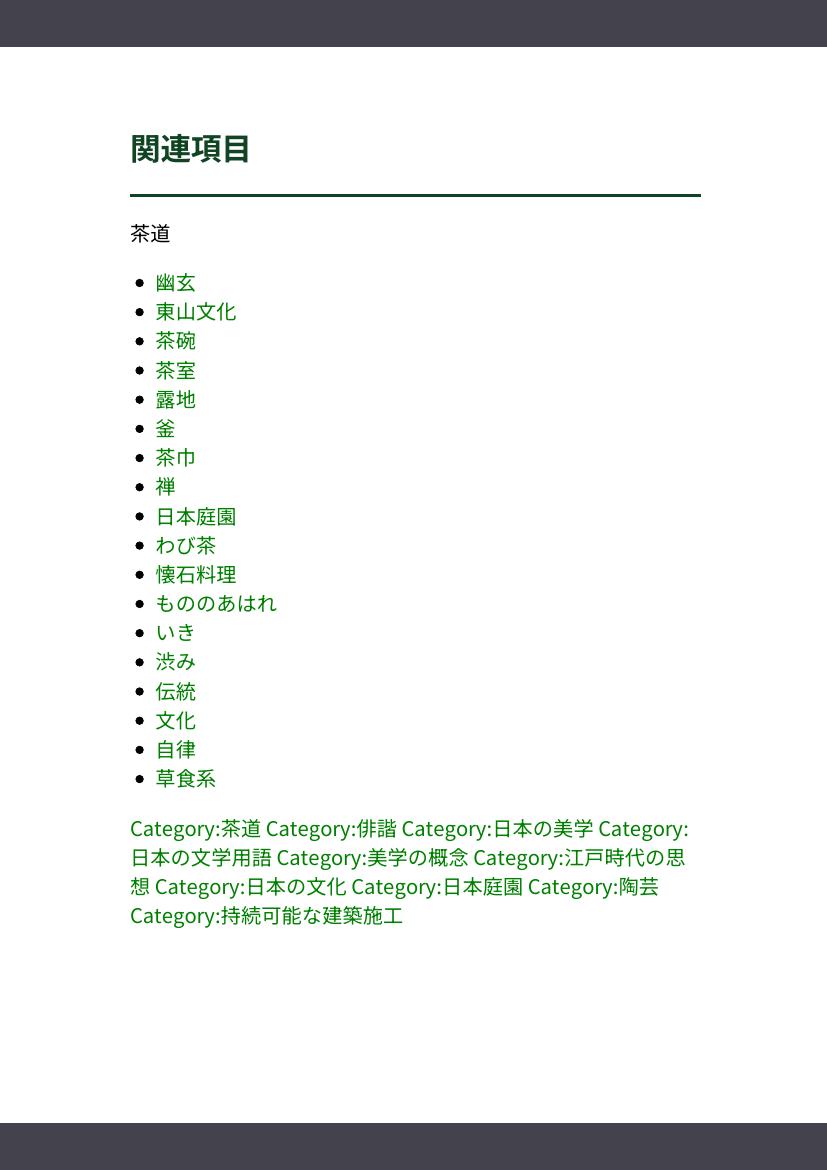 関連項目
茶道
幽玄
東山文化
茶碗
茶室
露地
釜
茶巾
禅
日本庭園
わび茶
懐石料理
もののあはれ
いき
渋み
伝統
文化
自律
草食系
Category:茶道 Category:俳諧 Category:日本の美学 Category:
日本の文学用語 Category:美学の概念 Category:江戸時代の思
想 Category:日本の文化 Category:日本庭園 Category:陶芸
Category:持続可能な建築施工